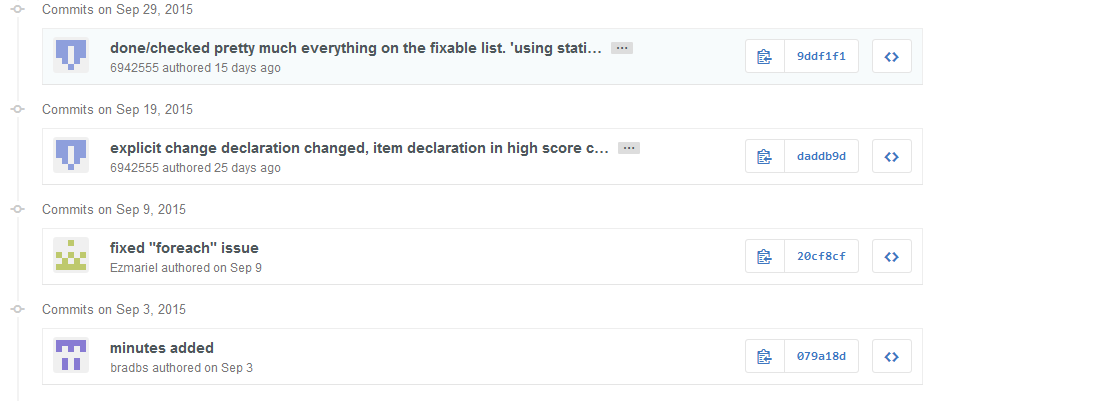 Commits on Sep 29, 2015
done/checked pretty much everything on the fixable list. 'using stati… …
9ddf1f1
6942555 authored 15 days ago
Commits on Sep 19, 2015
explicit change declaration changed, item declaration in high score c… …
daddb9d
6942555 authored 25 days ago
Commits on Sep 9, 2015
fixed "foreach" issue
20cf8cf
Ezmariel authored on Sep 9
Commits on Sep 3, 2015
minutes added
079a18d
bradbs authored on Sep 3